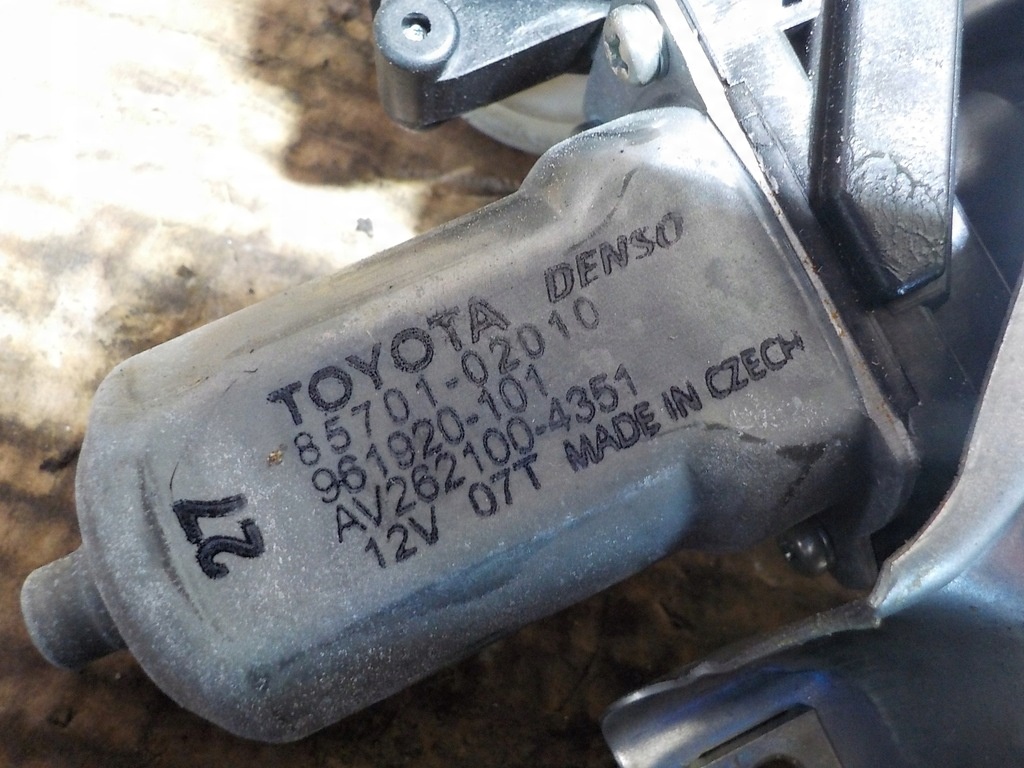 TOYOTA DENSO
85701-02010
961920-101
AV262100-4351
12V 07T MADE IN CZECH
27